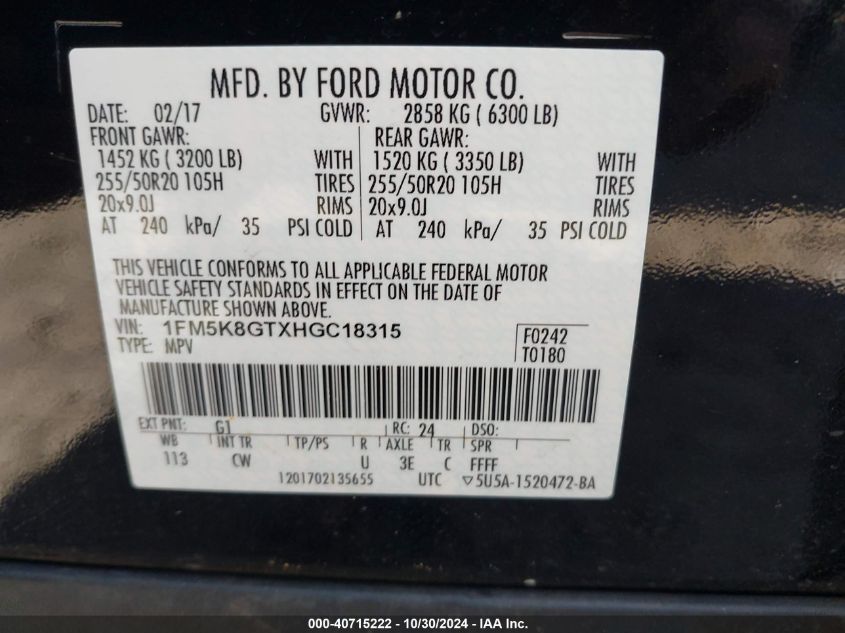 MFD. BY FORD MOTOR CO.
DATE: 02/17 GVWR: 2858 KG ( 6300 LB)
FRONT GAWR: REAR GAWR:
1452 KG ( 3200 LB) WITH 1520 KG ( 3350 LB) WITH
255/50R20 105H TIRES 255/50R20 105H TIRES
20x9.0J RIMS 20x9.0J RIMS
AT 240 kPa/ 35 PSI COLD AT 240 kPa/ 35 PSI COLD
THIS VEHICLE CONFORMS TO ALL APPLICABLE FEDERAL MOTOR
VEHICLE SAFETY STANDARDS IN EFFECT ON THE DATE OF
MANUFACTURE SHOWN ABOVE.
VIN: 1FM5K8GTXHGC18315 F0242
TYPE: MPV T0180
EXT PNT: G1 RC: 24 DSO:
WB INT TR TP/PS R AXLE TR SPR
113 CW U 3E C FFFF
1201702135655 UTC ▽5U5A-1520472-BA
000-40715222 - 10/30/2024 - IAA Inc.